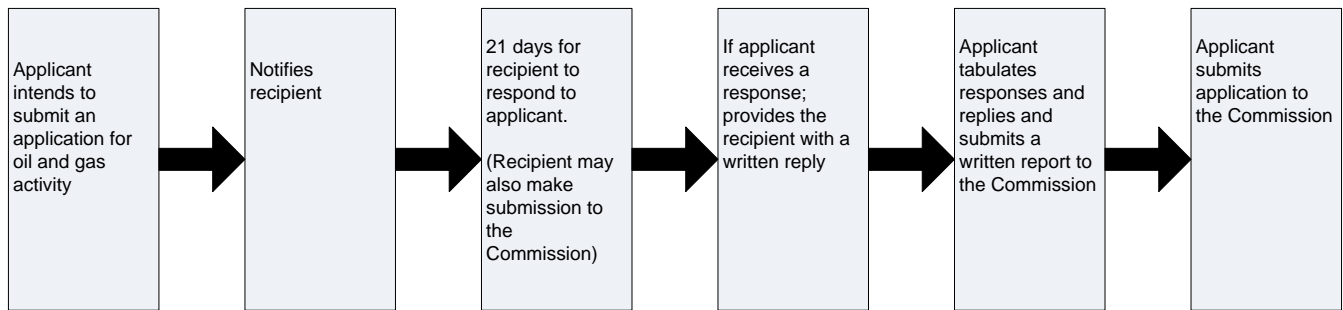 Applicant
intends to
submit an
application for
oil and gas
activity
Notifies
recipient
21 days for
recipient to
respond to
applicant.
(Recipient may
also make
submission to
the
Commission)
If applicant
receives a
response;
provides the
recipient with a
written reply
Applicant
tabulates
responses and
replies and
submits a
written report to
the Commission
Applicant
submits
application to
the Commission